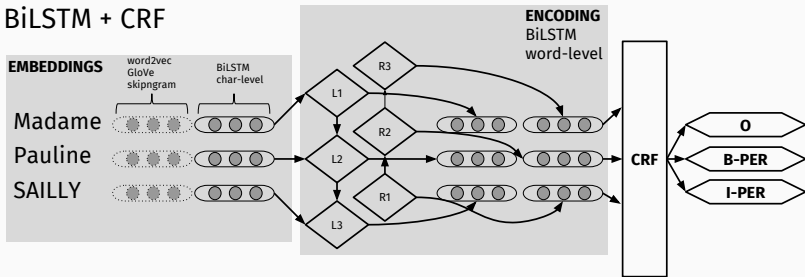 BiLSTM + CRF
EMBEDDINGS
word2vec
GloVe
skipngram
BiLSTM
char-level
ENCODING
BiLSTM
word-level
Madame
Pauline
SAILLY
L1
L2
L3
R3
R2
R1
CRF
O
B-PER
I-PER